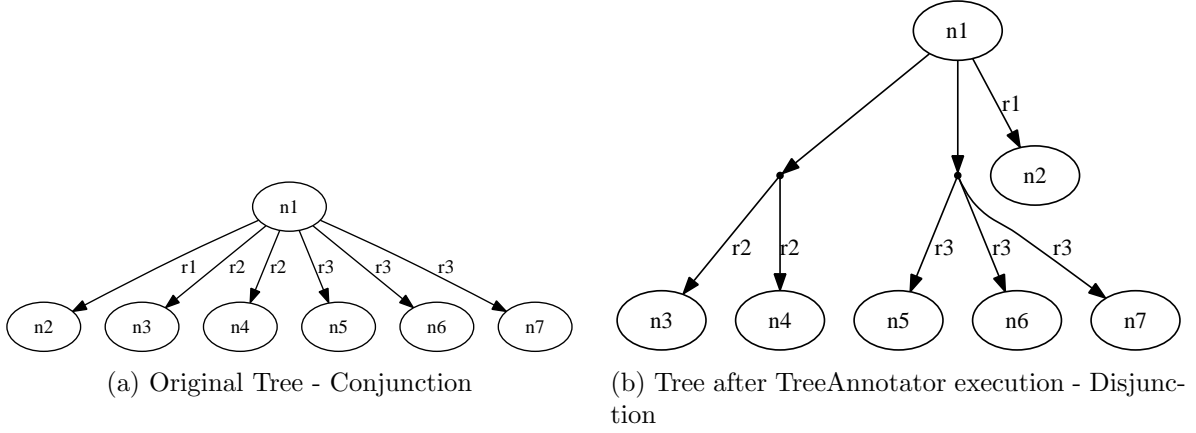 n1
r1
r2
r2
r3
r3
r3
n2
n3
n4
n5
n6
n7
(a) Original Tree - Conjunction
n1
r1
n2
r2
r2
r3
r3
r3
n3
n4
n5
n6
n7
(b) Tree after TreeAnnotator execution - Disjunc-
tion